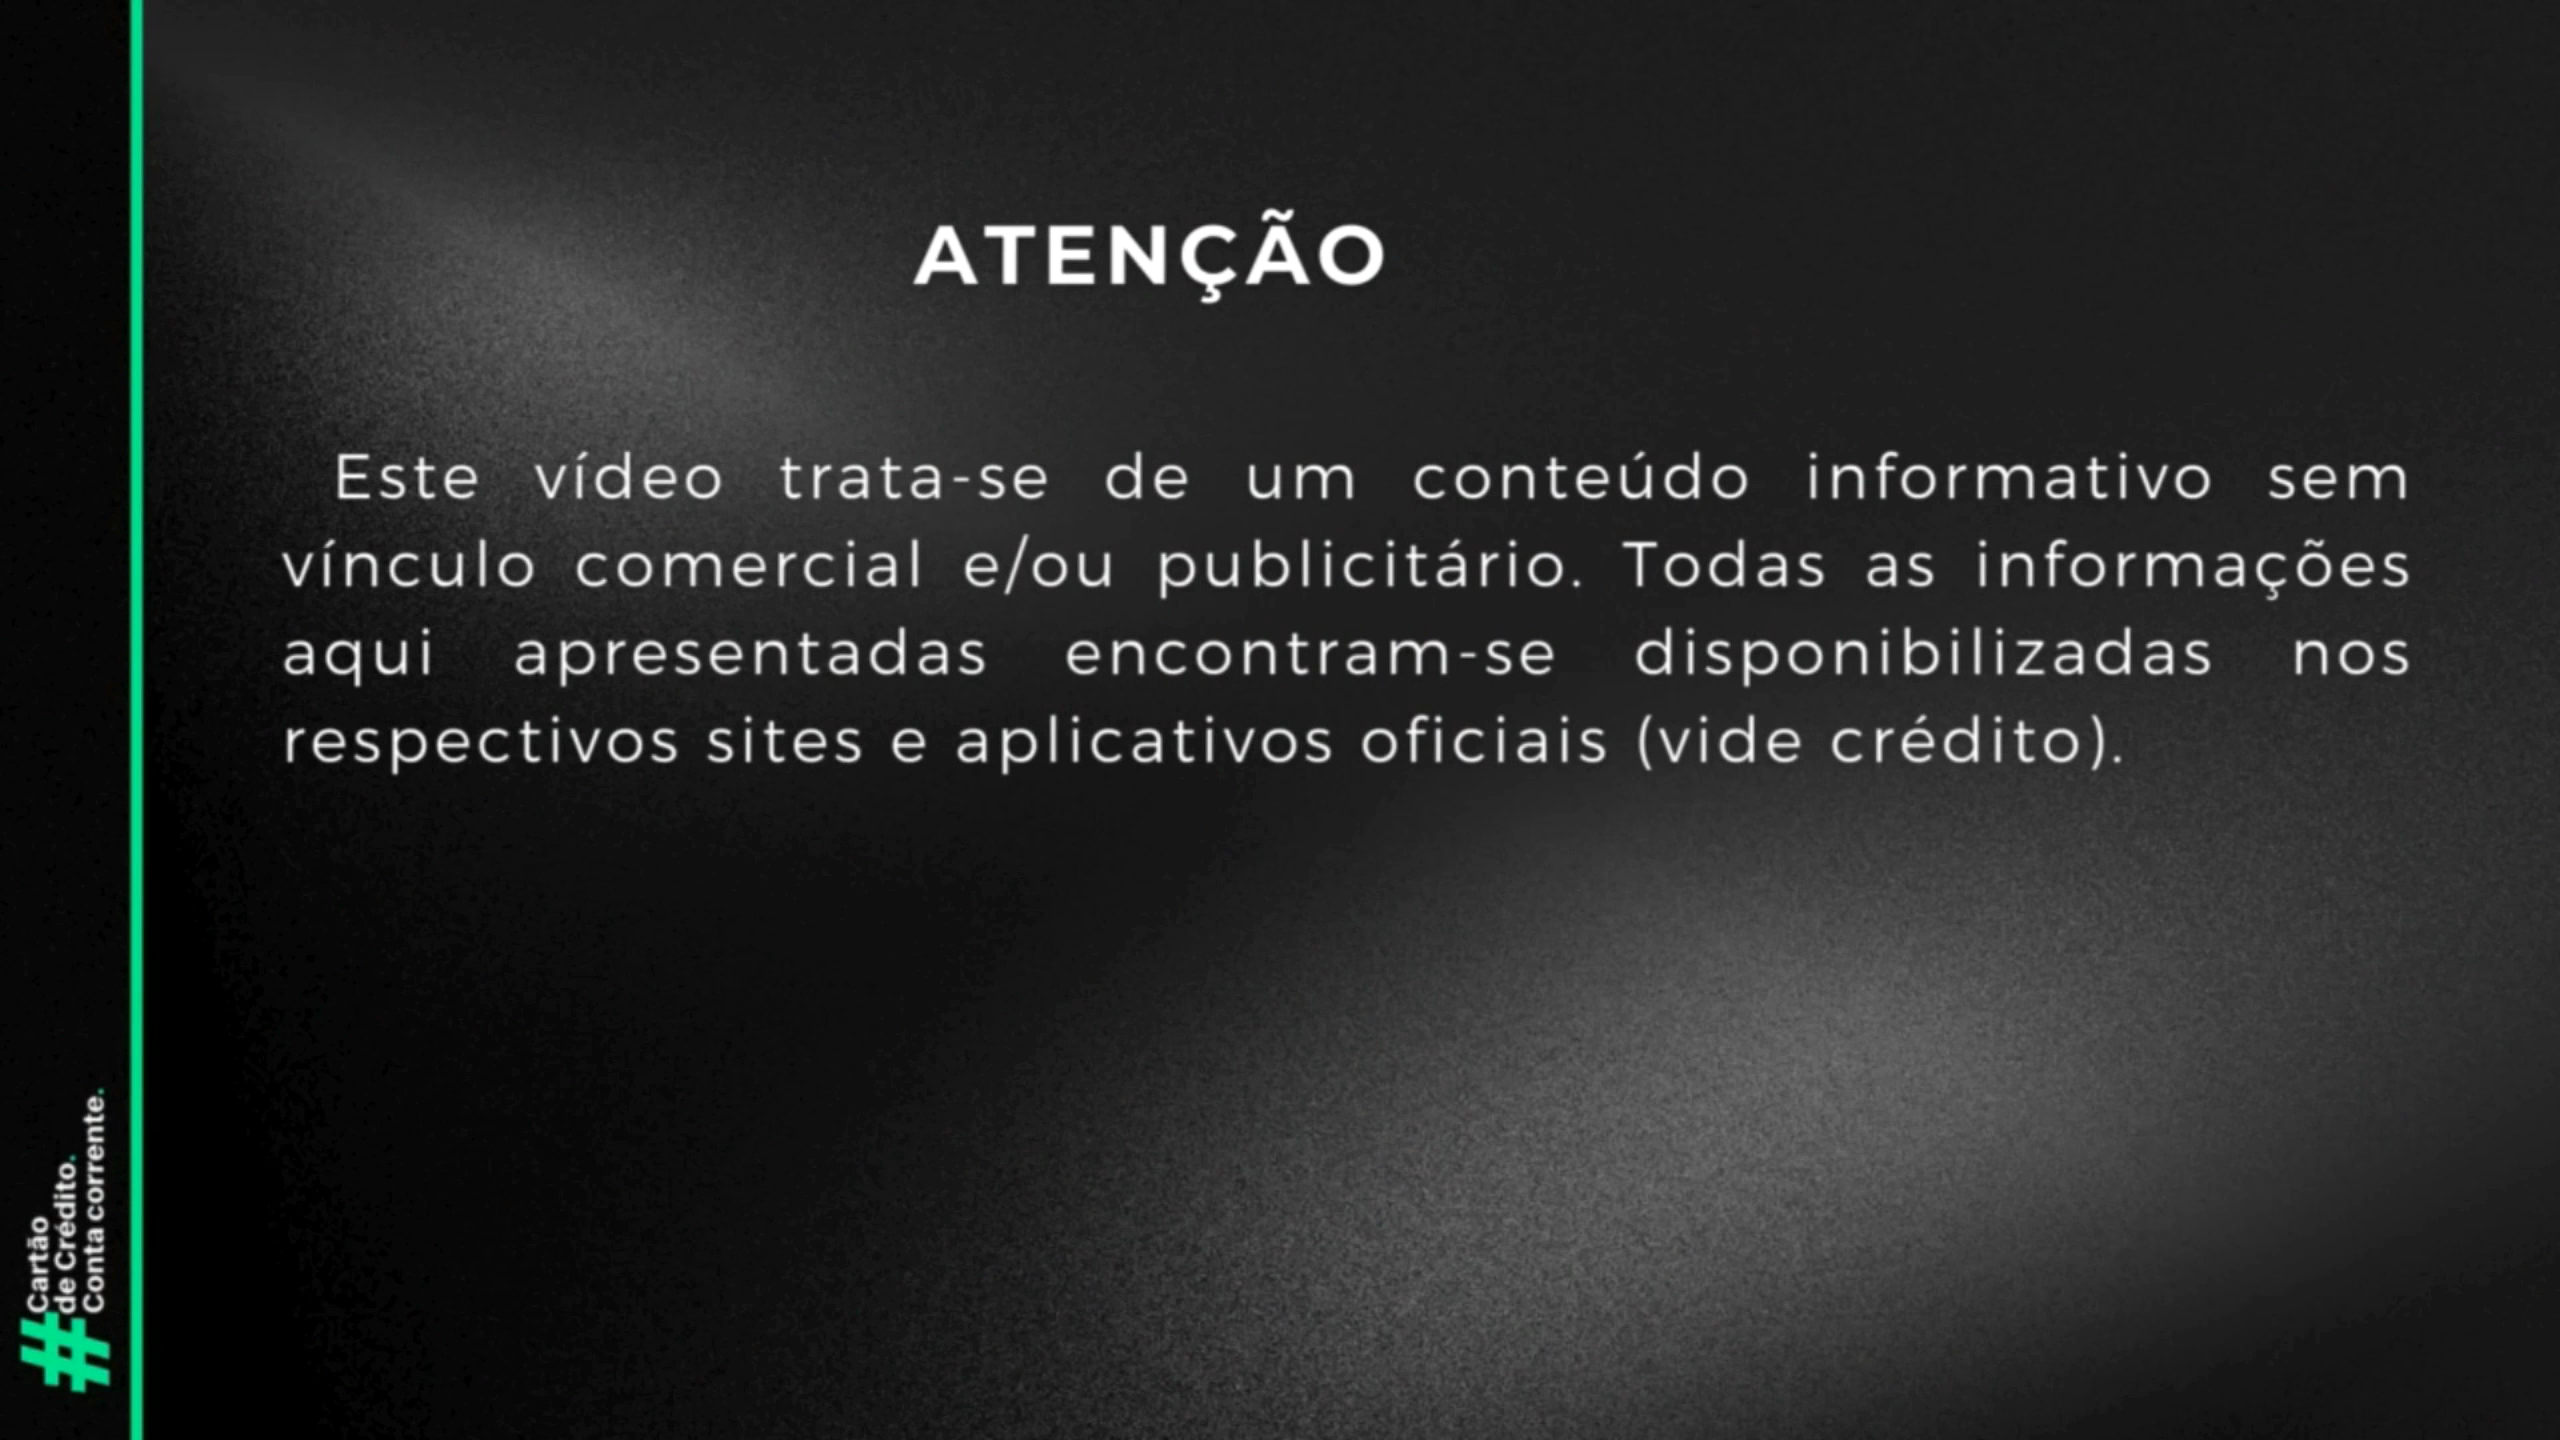 ATENÇÃO
Este vídeo trata-se de um conteúdo informativo sem
vínculo comercial e/ou publicitário. Todas as informações
aqui apresentadas encontram-se disponibilizadas nos
respectivos sites e aplicativos oficiais (vide crédito).
#Cartão
de Crédito.
Conta corrente.